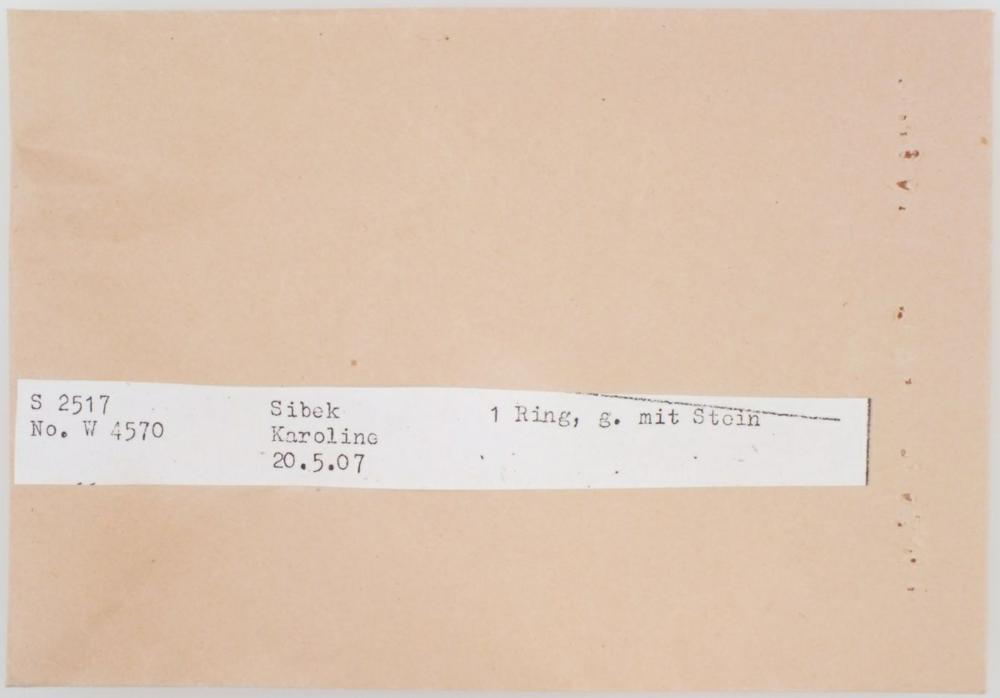 S 2517
No. W 4570
Sibek
Karoline
20.5.07
1 Ring, g. mit Stein